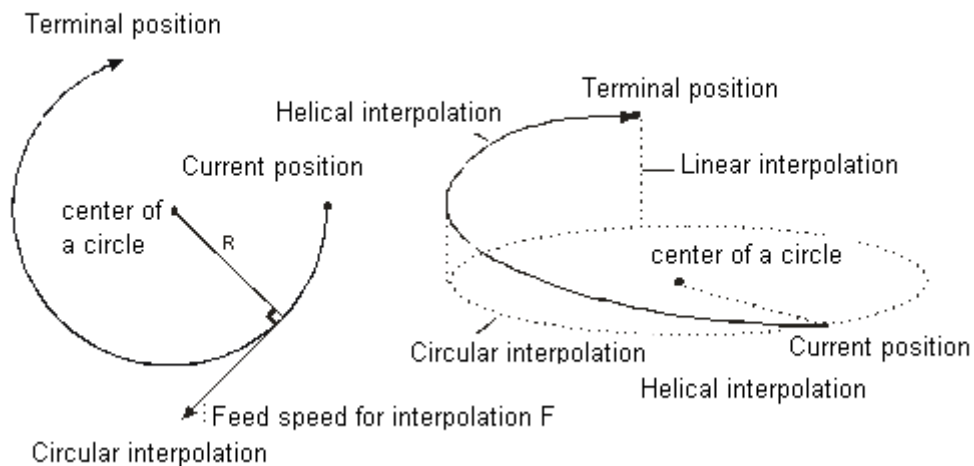 Terminal position
Current position
center of
a circle
R
Feed speed for interpolation F
Circular interpolation
Terminal position
Helical interpolation
Linear interpolation
center of a circle
Circular interpolation
Current position
Helical interpolation